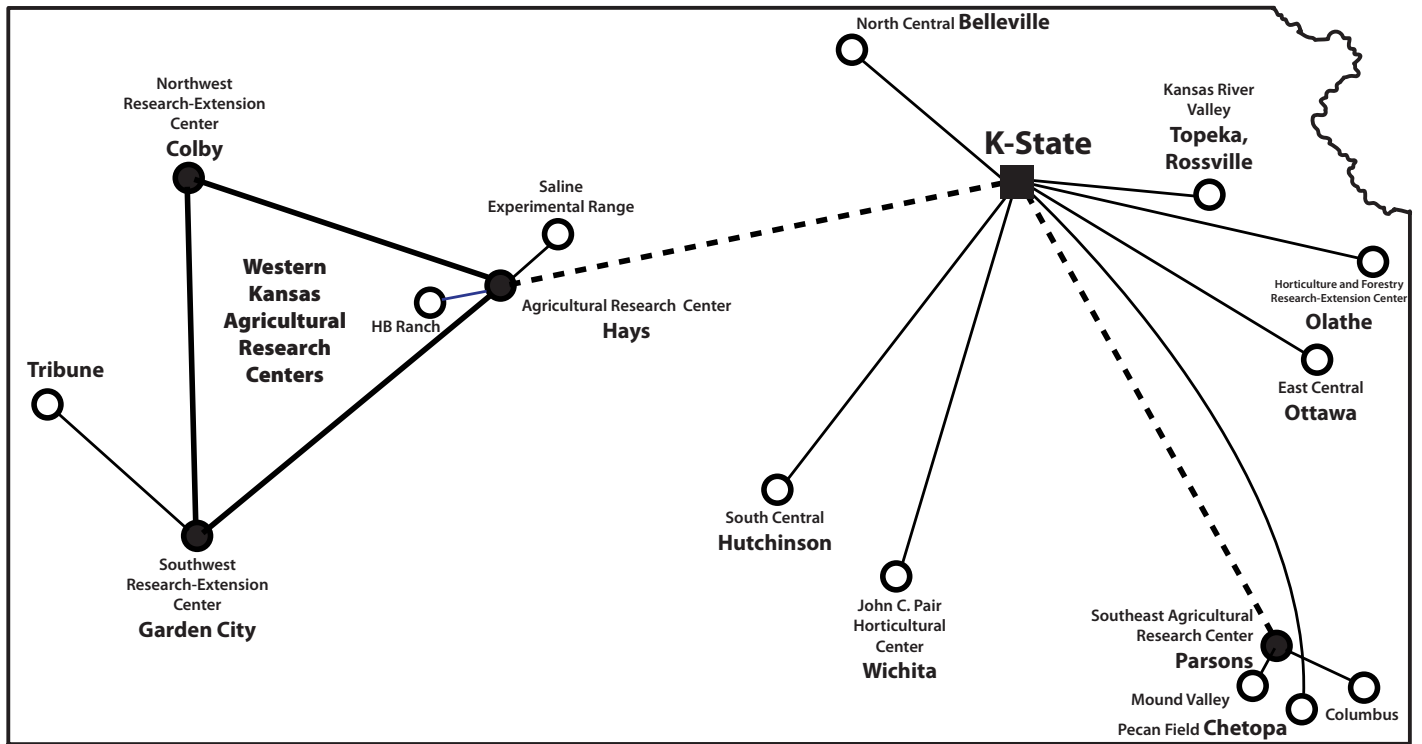 North Central Belleville
Northwest
Research-Extension
Center
Colby
Kansas River
Valley
Topeka,
Rossville
K-State
Saline
Experimental Range
Western
Kansas
Agricultural
Research
Centers
HB Ranch
Agricultural Research Center
Hays
Horticulture and Forestry
Research-Extension Center
Olathe
Tribune
East Central
Ottawa
South Central
Hutchinson
Southwest
Research-Extension
Center
Garden City
John C. Pair
Horticultural
Center
Wichita
Southeast Agricultural
Research Center
Parsons
Mound Valley
Pecan Field Chetopa
Columbus